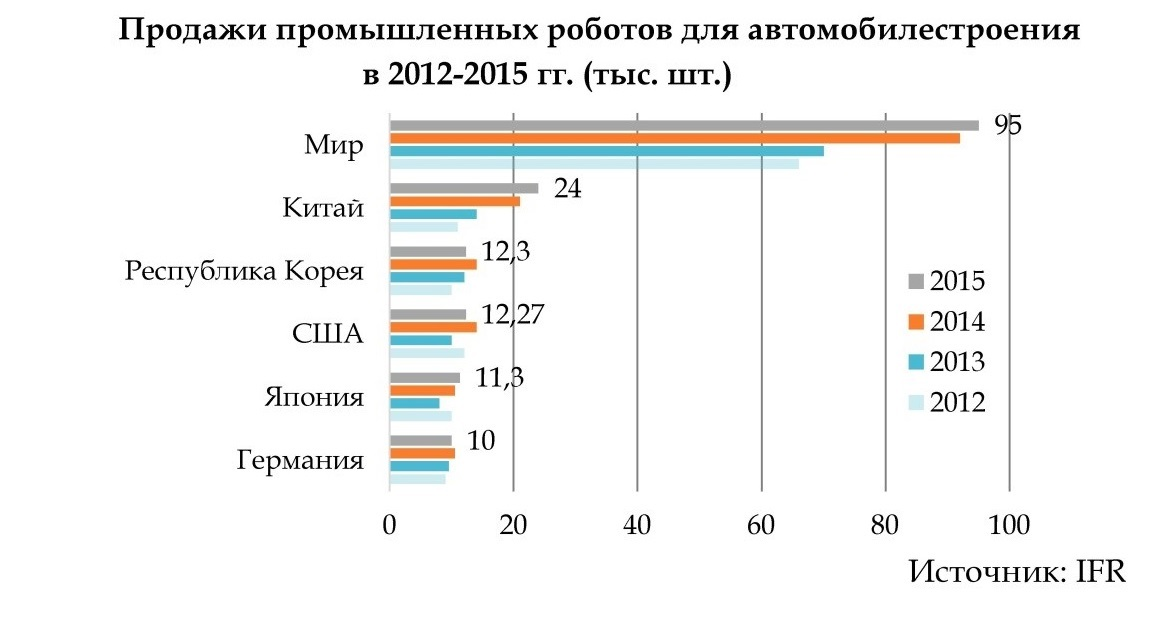 Продажи промышленных роботов для автомобилестроения
в 2012-2015 гг. (тыс. шт.)
Мир
95
Китай
24
Республика Корея
12,3
США
12,27
Япония
11,3
Германия
10
2015
2014
2013
2012
0 20 40 60 80 100
Источник: IFR